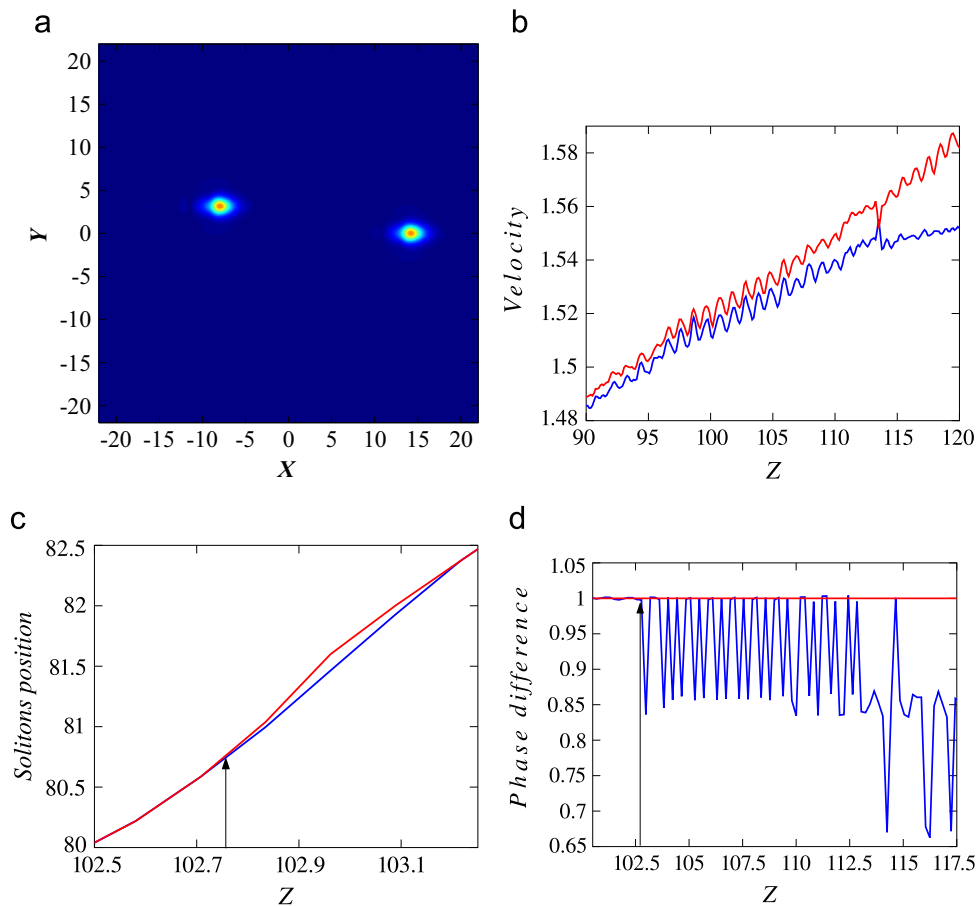 a
20
15
10
5
0
-5
-10
-15
-20
Y
-20 -15 -10 -5 0 5 10 15 20
X
b
1.58
1.56
1.54
1.52
1.5
1.48
Velocity
90 95 100 105 110 115 120
Z
c
82.5
82
81.5
81
80.5
80
Solitons position
102.5 102.7 102.9 103.1
Z
d
1.05
1
0.95
0.9
0.85
0.8
0.75
0.7
0.65
Phase difference
102.5 105 107.5 110 112.5 115 117.5
Z